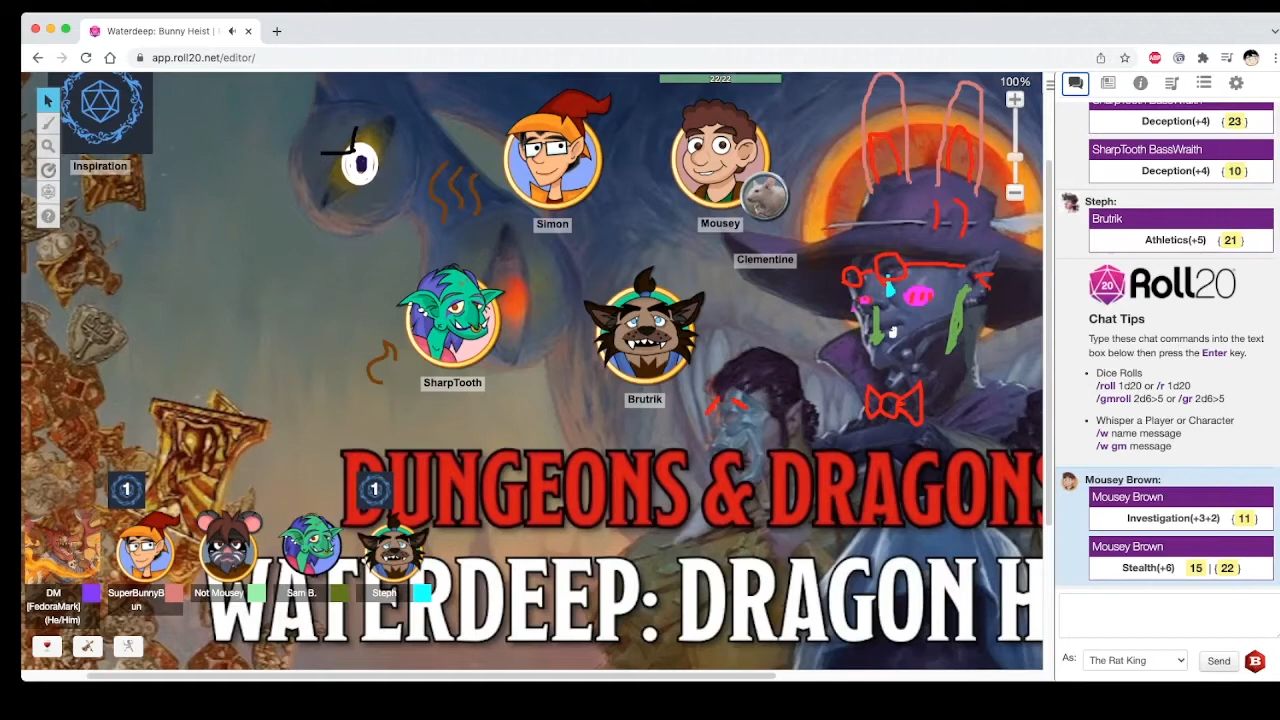 Waterdeep: Bunny Heist |
app.roll20.net/editor/
22/22
100%
Inspiration
Simon
Mousey
Clementine
SharpTooth
Brutrik
DUNGEONS & DRAGONS
WATERDEEP: DRAGON H
1
1
DM
[FedoraMark]
(He/Him)
SuperBunnyB
un
Not Mousey
Sam B.
Steph
SharpTooth BassWraith
Deception(+4) { 23 }
SharpTooth BassWraith
Deception(+4) { 10 }
Steph:
Brutrik
Athletics(+5) { 21 }
20
Roll20
Chat Tips
Type these chat commands into the text
box below then press the Enter key.
• Dice Rolls
/roll 1d20 or /r 1d20
/gmroll 2d6>5 or /gr 2d6>5
• Whisper a Player or Character
/w name message
/w gm message
Mousey Brown:
Mousey Brown
Investigation(+3+2) { 11 }
Mousey Brown
Stealth(+6) 15 | { 22 }
As:
The Rat King
Send
B